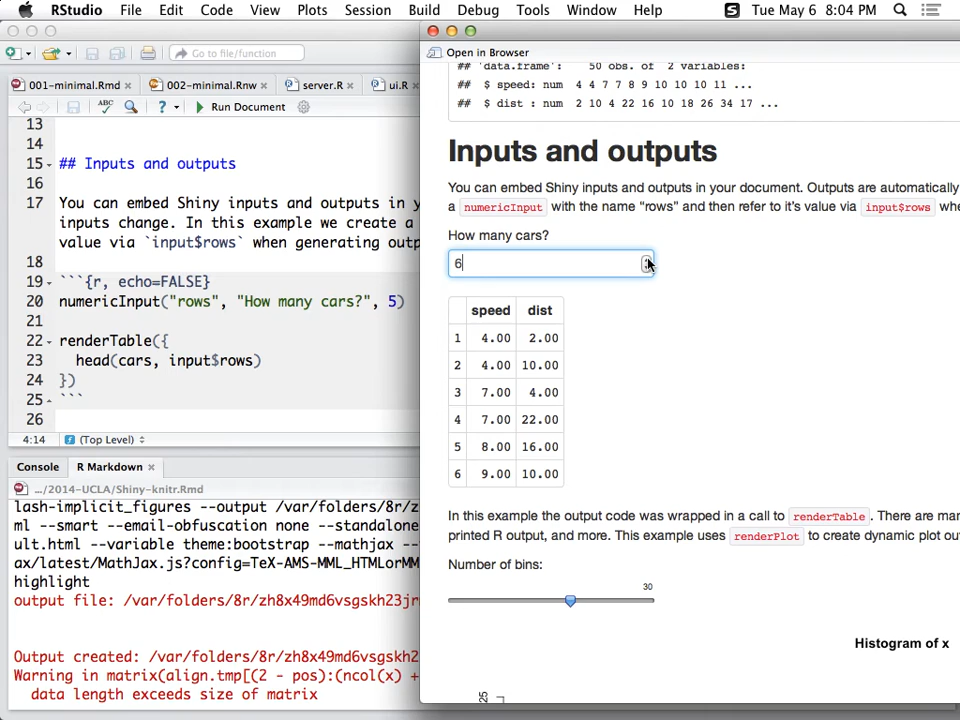 RStudio File Edit Code View Plots Session Build Debug Tools Window Help S Tue May 6 8:04 PM
Go to file/function
001-minimal.Rmd × 002-minimal.Rnw × server.R × ui.R ×
ABC ? Run Document
13
14
15 ## Inputs and outputs
16
17 You can embed Shiny inputs and outputs in y
inputs change. In this example we create a
value via `input$rows` when generating outp
18
19 ```{r, echo=FALSE}
20 numericInput("rows", "How many cars?", 5)
21
22 renderTable({
23 head(cars, input$rows)
24 })
25 ```
26
4:14 (Top Level)
Console R Markdown ×
.../2014-UCLA/Shiny-knitr.Rmd
lash-implicit_figures --output /var/folders/8r/z
ml --smart --email-obfuscation none --standalone
ult.html --variable theme:bootstrap --mathjax --
ax/latest/MathJax.js?config=TeX-AMS-MML_HTMLorMM
highlight
output file: /var/folders/8r/zh8x49md6vsgskh23jr
Output created: /var/folders/8r/zh8x49md6vsgskh2
Warning in matrix(align.tmp[(2 - pos):(ncol(x) +
data length exceeds size of matrix
Open in Browser
## 'data.frame': 50 obs. of 2 variables:
## $ speed: num 4 4 7 7 8 9 10 10 10 11 ...
## $ dist : num 2 10 4 22 16 10 18 26 34 17 ...
Inputs and outputs
You can embed Shiny inputs and outputs in your document. Outputs are automatically
a numericInput with the name “rows” and then refer to it’s value via input$rows whe
How many cars?
6
speed dist
1 4.00 2.00
2 4.00 10.00
3 7.00 4.00
4 7.00 22.00
5 8.00 16.00
6 9.00 10.00
In this example the output code was wrapped in a call to renderTable. There are mar
printed R output, and more. This example uses renderPlot to create dynamic plot ou
Number of bins:
30
Histogram of x
25